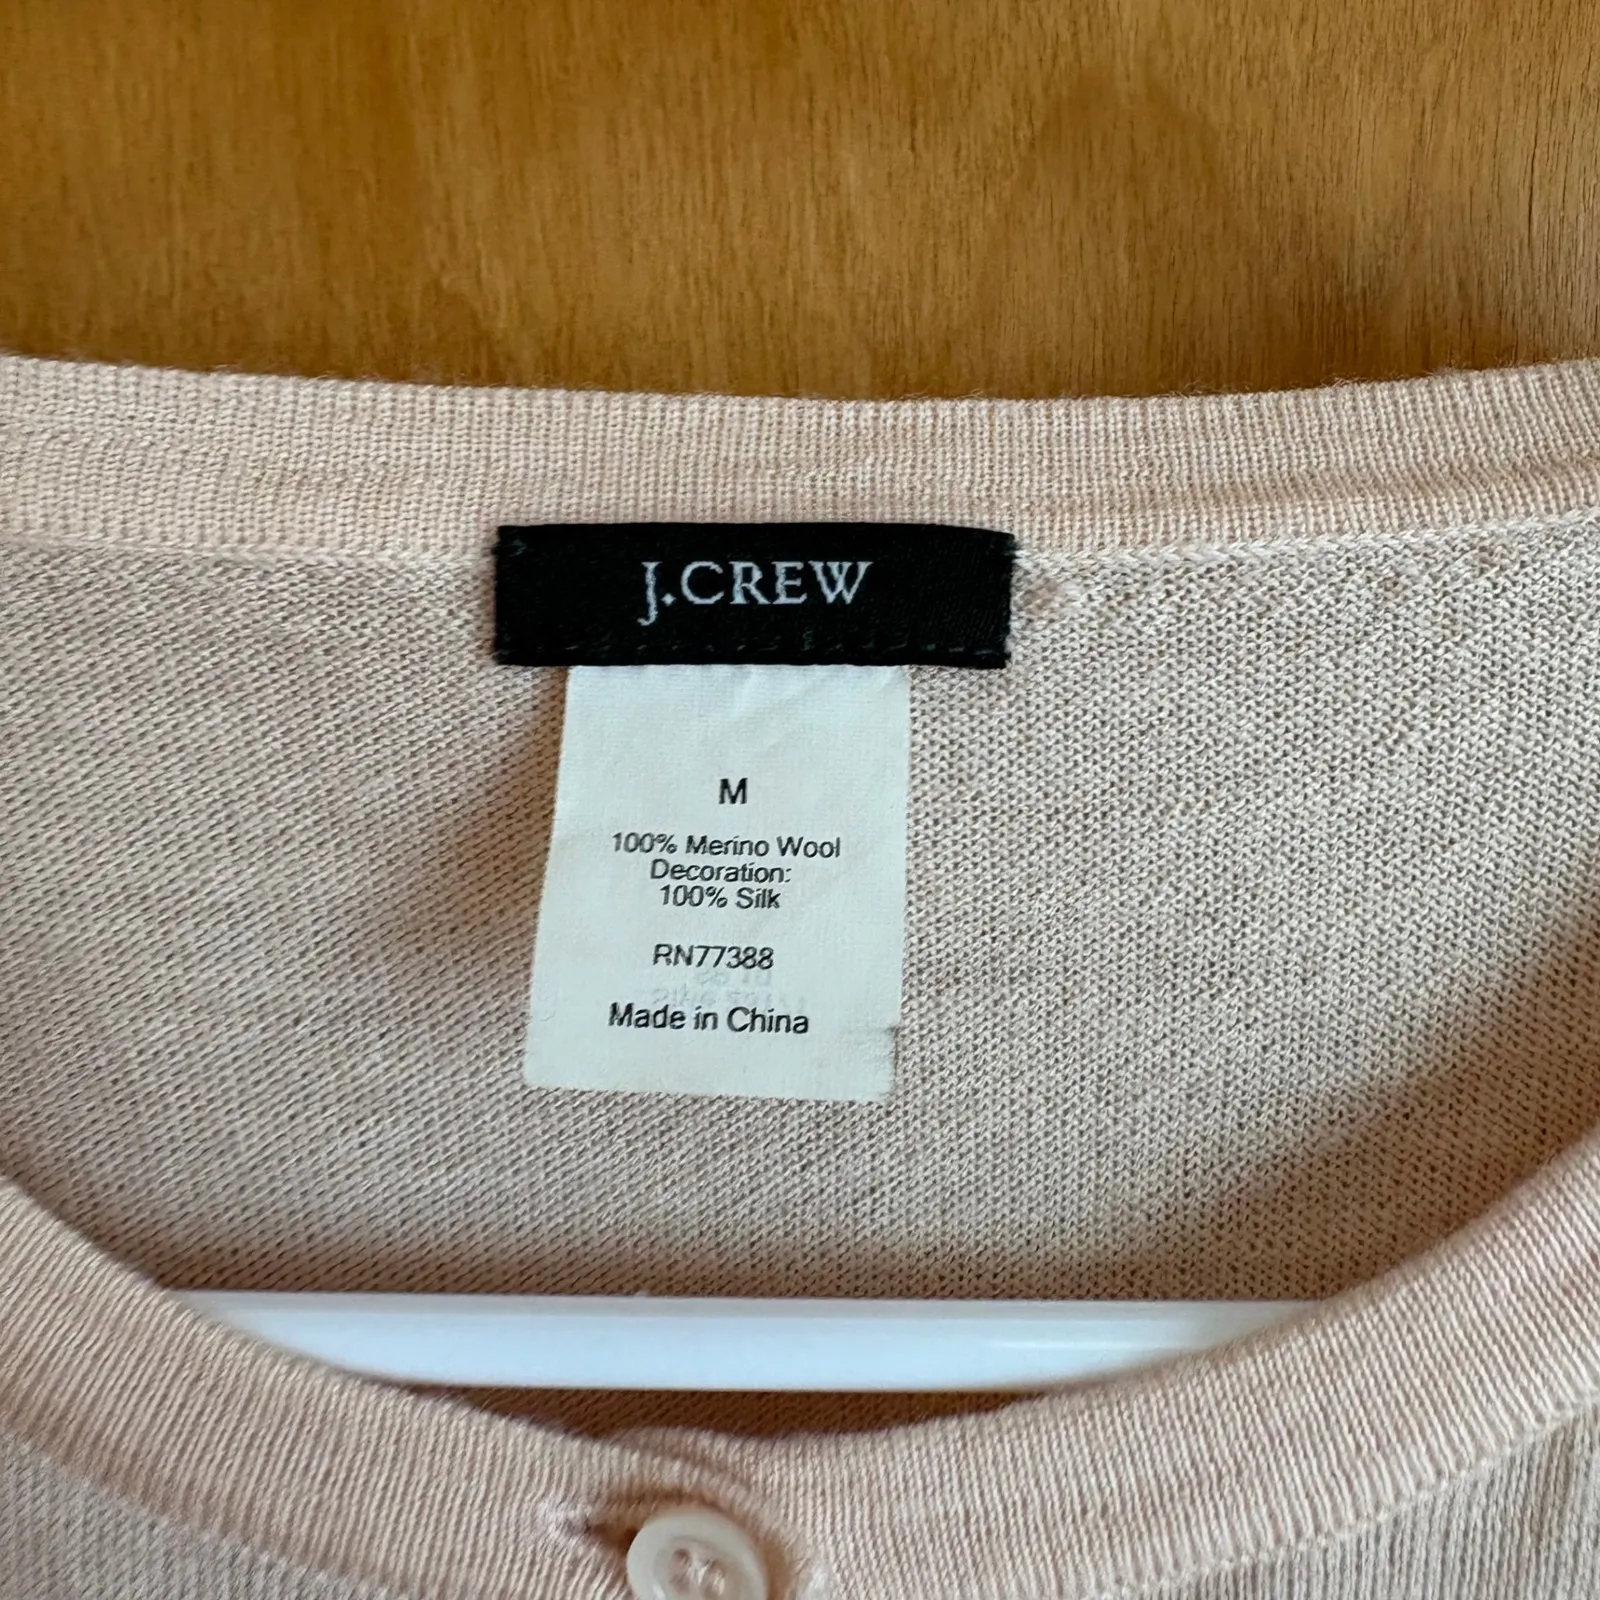 J.CREW
M
100% Merino Wool
Decoration:
100% Silk
RN77388
Made in China